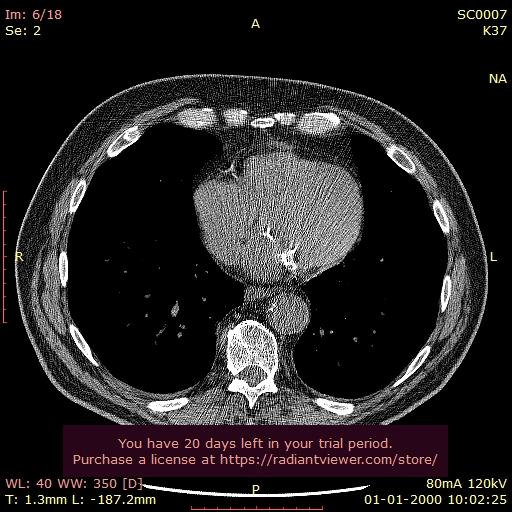 Im: 6/18
Se: 2
A
SC0007
K37
NA
R
L
You have 20 days left in your trial period.
Purchase a license at https://radiantviewer.com/store/
WL: 40 WW: 350 [D]
T: 1.3mm L: -187.2mm
P
80mA 120kV
01-01-2000 10:02:25